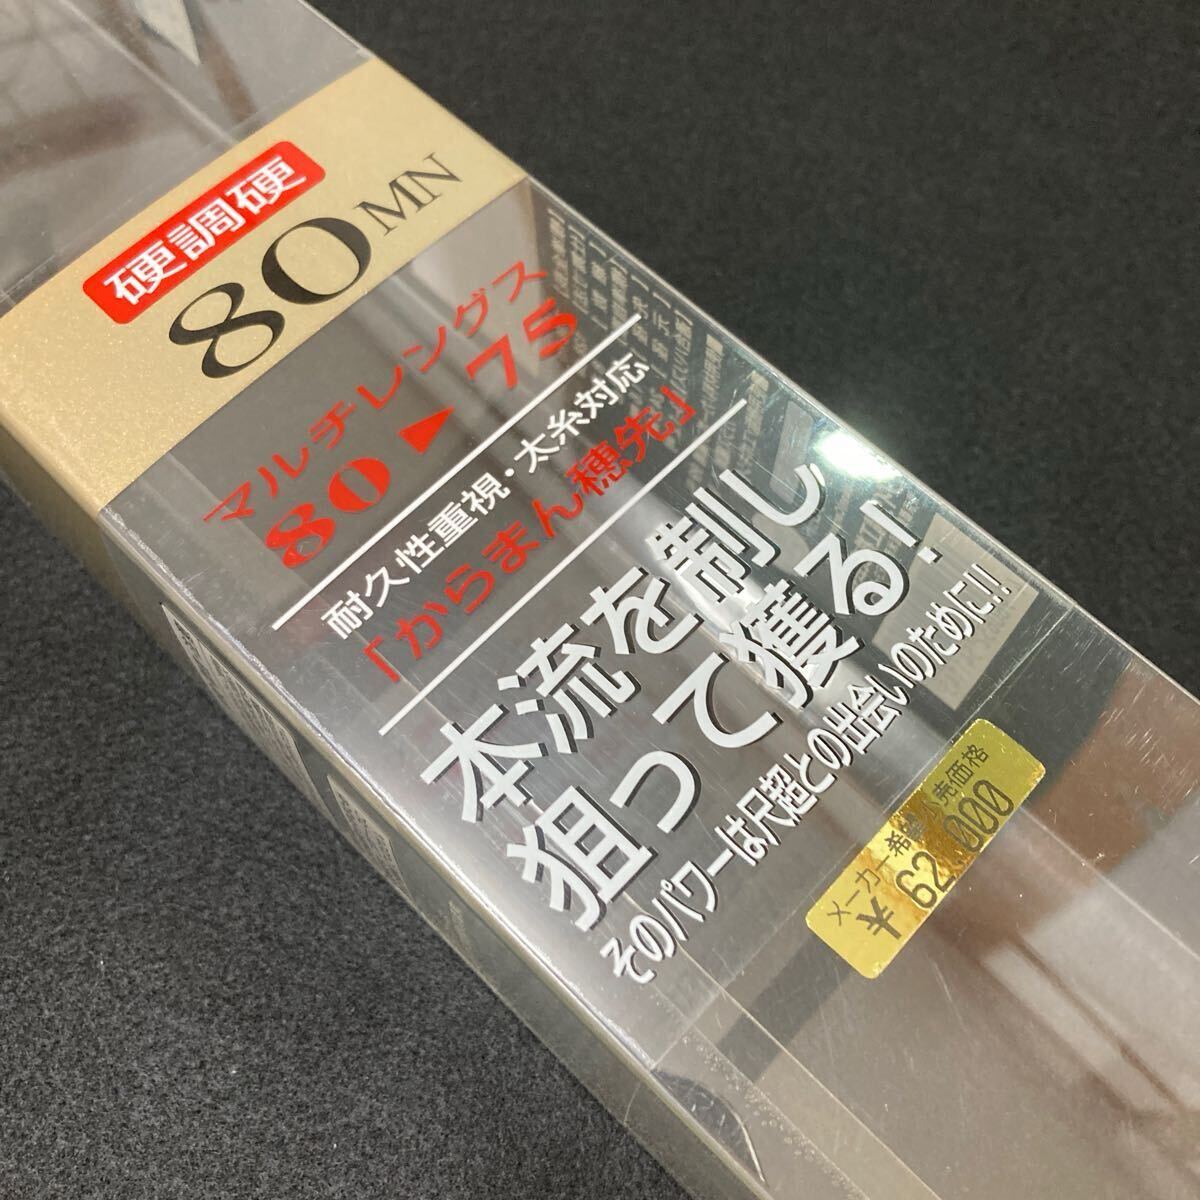 硬調硬
80MN
マルチレングス
80▶75
耐久性重視・太糸対応
「からまん穂先」
本流を制し
狙って獲る!
そのパワーは尺超との出会いのために!!
メーカー希望小売価格
¥62,000